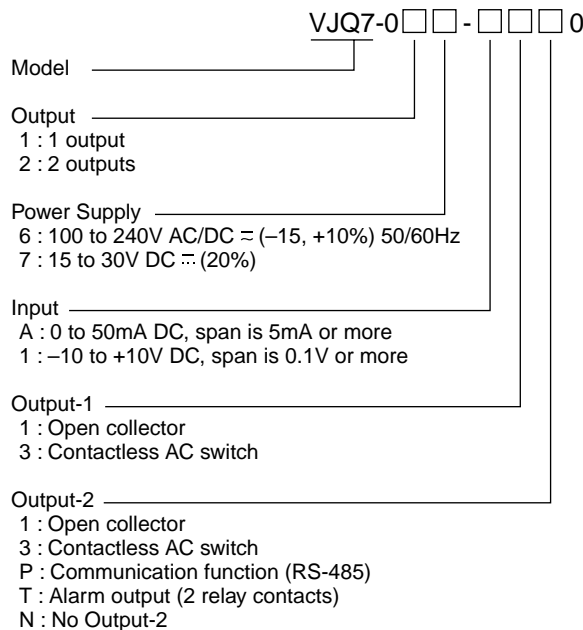 VJQ7-0□□-□□□0
Model
Output
1 : 1 output
2 : 2 outputs
Power Supply
6 : 100 to 240V AC/DC ⎓ (–15, +10%) 50/60Hz
7 : 15 to 30V DC ⎓ (20%)
Input
A : 0 to 50mA DC, span is 5mA or more
1 : –10 to +10V DC, span is 0.1V or more
Output-1
1 : Open collector
3 : Contactless AC switch
Output-2
1 : Open collector
3 : Contactless AC switch
P : Communication function (RS-485)
T : Alarm output (2 relay contacts)
N : No Output-2